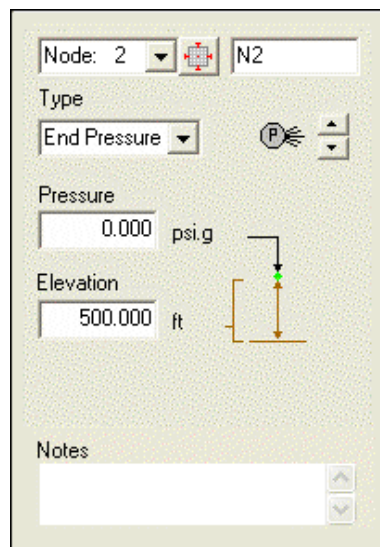 Node: 2 N2
Type
End Pressure P
Pressure
0.000 psi.g
Elevation
500.000 ft
Notes